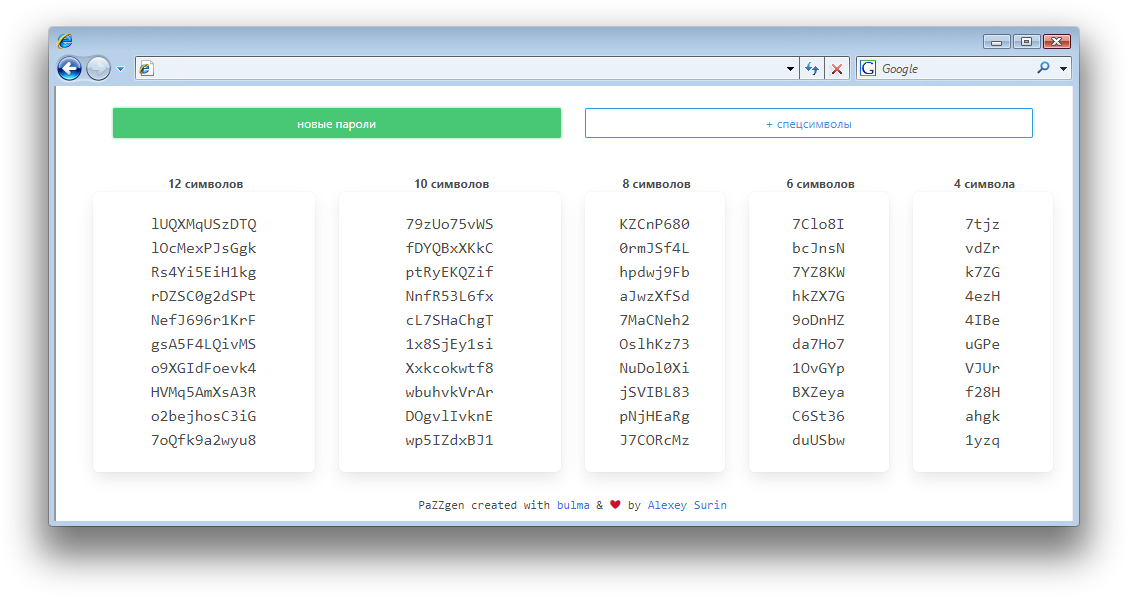 Google
новые пароли
+ спецсимволы
12 символов
lUQXMqUSzDTQ
lOcMexPJsGgk
Rs4Yi5EiH1kg
rDZSC0g2dSPt
NefJ696r1KrF
gsA5F4LQivMS
o9XGIdFoevk4
HVMq5AmXsA3R
o2bejhosC3iG
7oQfk9a2wyu8
10 символов
79zUo75vWS
fDYQBxXKkC
ptRyEKQZif
NnfR53L6fx
cL7SHaChgT
1x8SjEy1si
Xxkcokwtf8
wbuhvkVrAr
DOgvlIvknE
wp5IZdxBJ1
8 символов
KZCnP680
0rmJSf4L
hpdwj9Fb
aJwzXfSd
7MaCNeh2
OslhKz73
NuDol0Xi
jSVIBL83
pNjHEaRg
J7CORcMz
6 символов
7Clo8I
bcJnsN
7YZ8KW
hkZX7G
9oDnHZ
da7Ho7
1OvGYp
BXZeya
C6St36
duUSbw
4 символа
7tjz
vdZr
k7ZG
4ezH
4IBe
uGPe
VJUr
f28H
ahgk
1yzq
PaZZgen created with bulma & ❤ by Alexey Surin